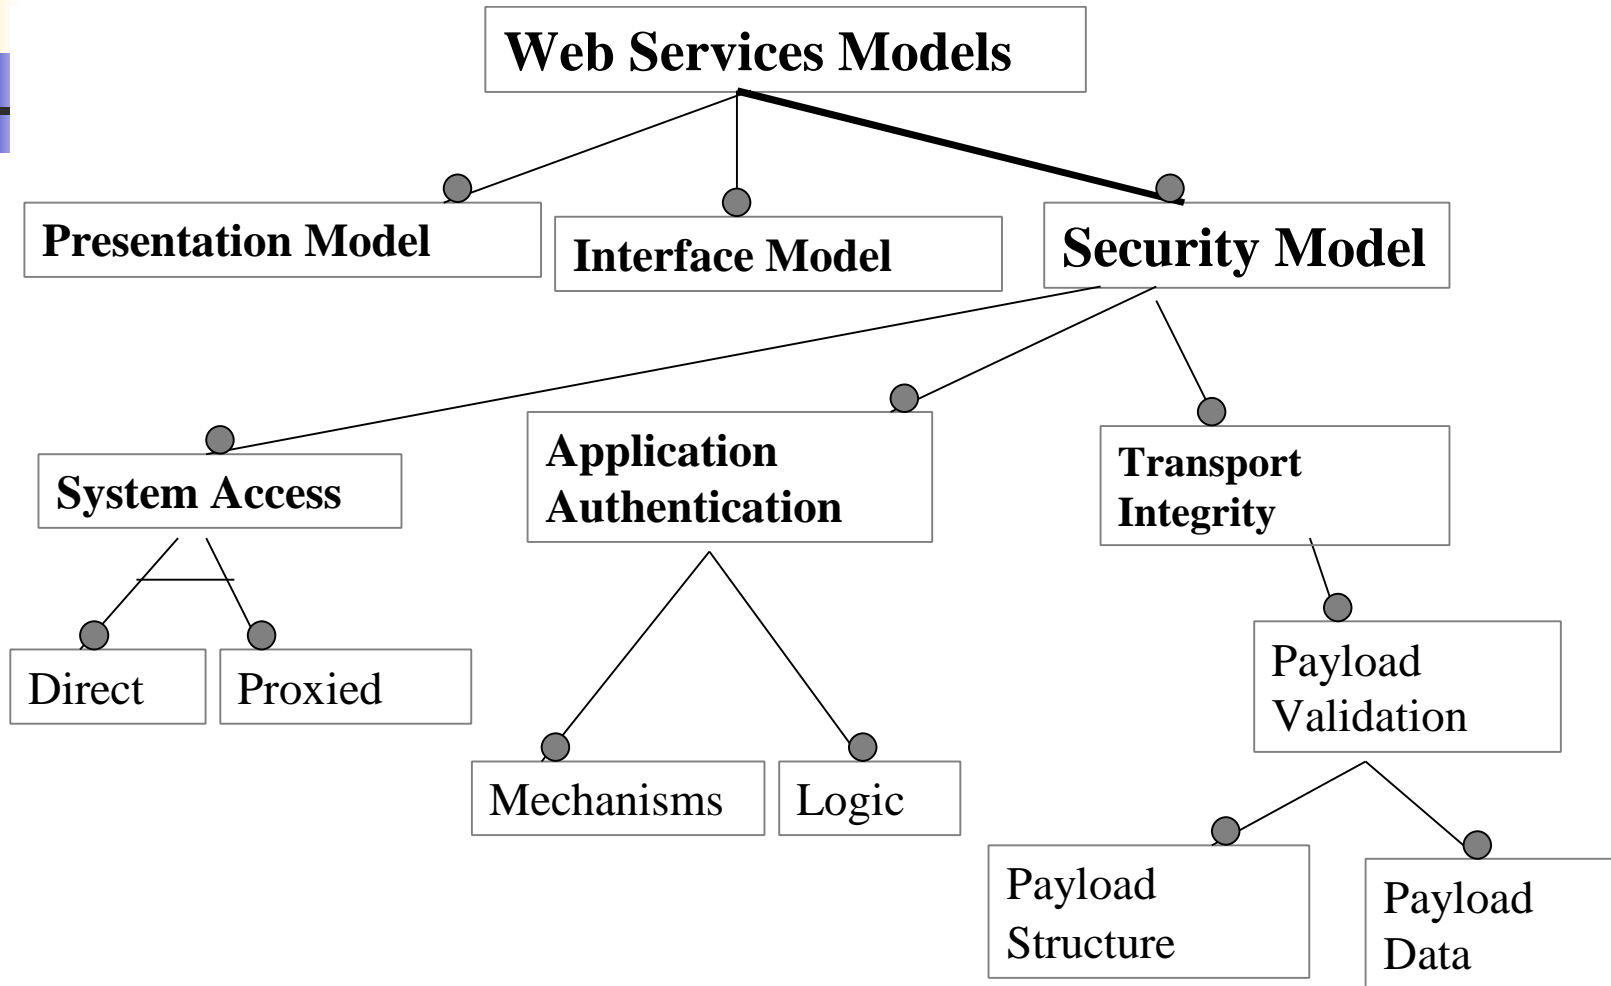 Web Services Models
Presentation Model
Interface Model
Security Model
System Access
Application
Authentication
Transport
Integrity
Direct
Proxied
Mechanisms
Logic
Payload
Validation
Payload
Structure
Payload
Data